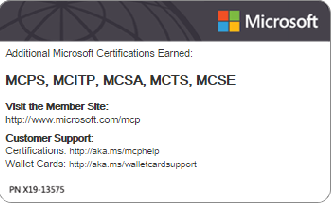 Microsoft
Additional Microsoft Certifications Earned:
MCPS, MCITP, MCSA, MCTS, MCSE
Visit the Member Site:
http://www.microsoft.com/mcp
Customer Support:
Certifications: http://aka.ms/mcphelp
Wallet Cards: http://aka.ms/walletcardsupport
PN X19-13575